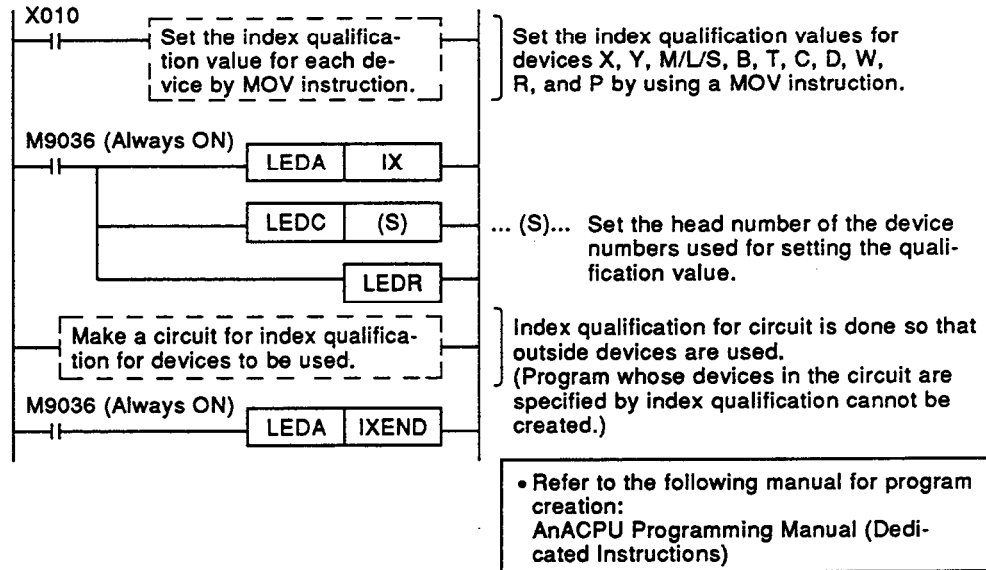 X010
Set the index qualifica-
tion value for each de-
vice by MOV instruction.
Set the index qualification values for
devices X, Y, M/L/S, B, T, C, D, W,
R, and P by using a MOV instruction.
M9036 (Always ON)
LEDA IX
LEDC (S)
... (S)... Set the head number of the device
numbers used for setting the quali-
fication value.
LEDR
Make a circuit for index qualifica-
tion for devices to be used.
Index qualification for circuit is done so that
outside devices are used.
(Program whose devices in the circuit are
specified by index qualification cannot be
created.)
M9036 (Always ON)
LEDA IXEND
• Refer to the following manual for program
creation:
AnACPU Programming Manual (Dedi-
cated Instructions)